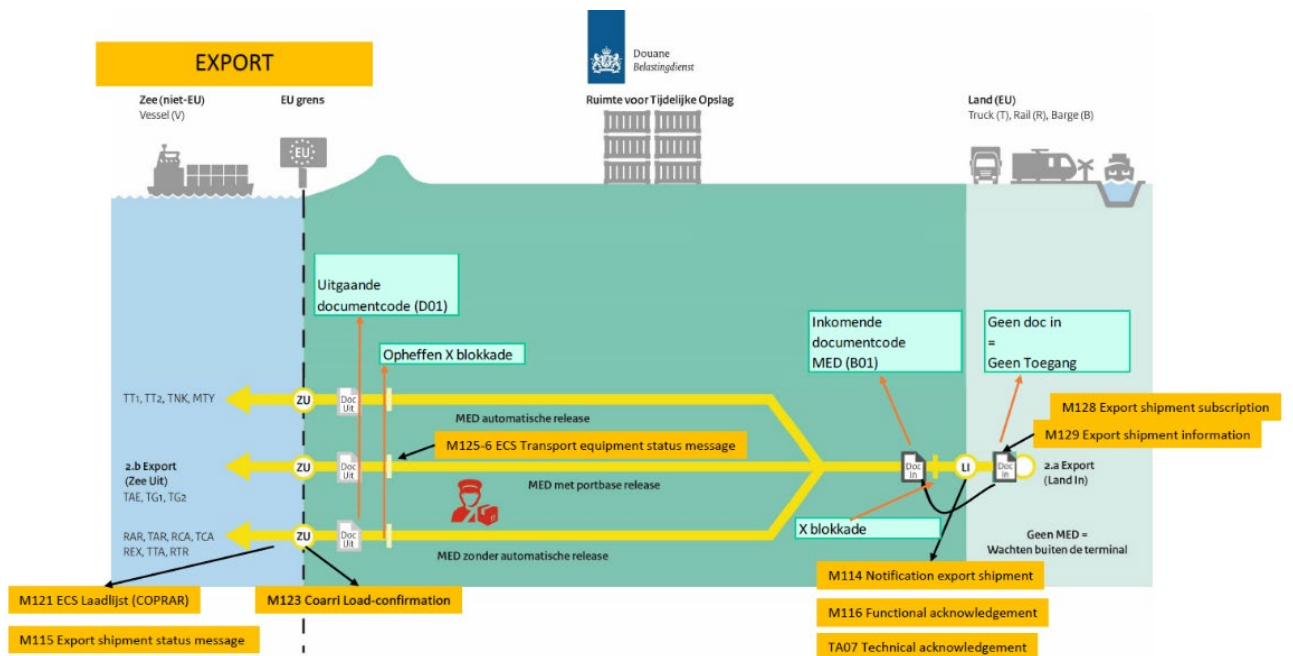 EXPORT
Douane
Belastingdienst
Zee (niet-EU)
Vessel (V)
EU grens
Ruimte voor Tijdelijke Opslag
Land (EU)
Truck (T), Rail (R), Barge (B)
EU
Uitgaande
documentcode (D01)
Opheffen X blokkade
Inkomende
documentcode
MED (B01)
Geen doc in
=
Geen Toegang
TT1, TT2, TNK, MTY
ZU
Doc
Uit
MED automatische release
M128 Export shipment subscription
M129 Export shipment information
M125-6 ECS Transport equipment status message
2.b Export
(Zee Uit)
TAE, TG1, TG2
ZU
Doc
Uit
MED met portbase release
Doc
In
LI
Doc
In
2.a Export
(Land In)
X blokkade
RAR, TAR, RCA, TCA
REX, TTA, RTR
ZU
Doc
Uit
MED zonder automatische release
Geen MED =
Wachten buiten de terminal
M121 ECS Laadlijst (COPRAR)
M123 Coarri Load-confirmation
M114 Notification export shipment
M115 Export shipment status message
M116 Functional acknowledgement
TA07 Technical acknowledgement